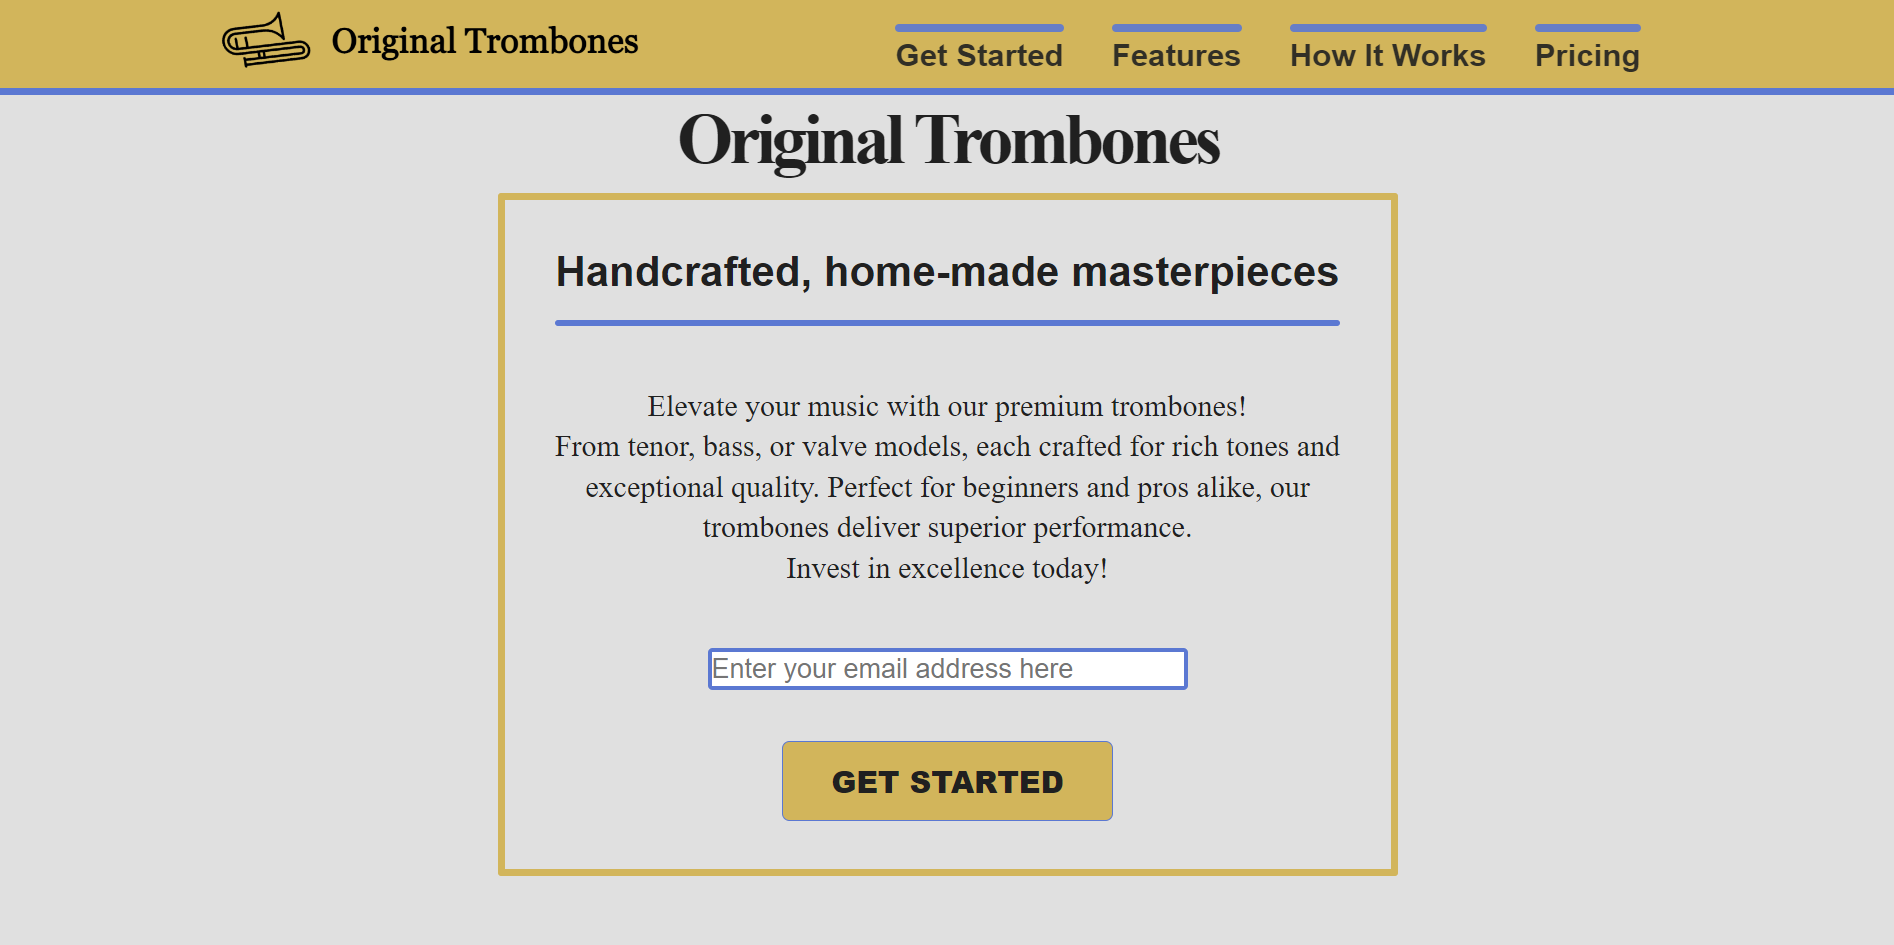 Original Trombones
Get Started
Features
How It Works
Pricing
Original Trombones
Handcrafted, home-made masterpieces
Elevate your music with our premium trombones!
From tenor, bass, or valve models, each crafted for rich tones and
exceptional quality. Perfect for beginners and pros alike, our
trombones deliver superior performance.
Invest in excellence today!
Enter your email address here
GET STARTED